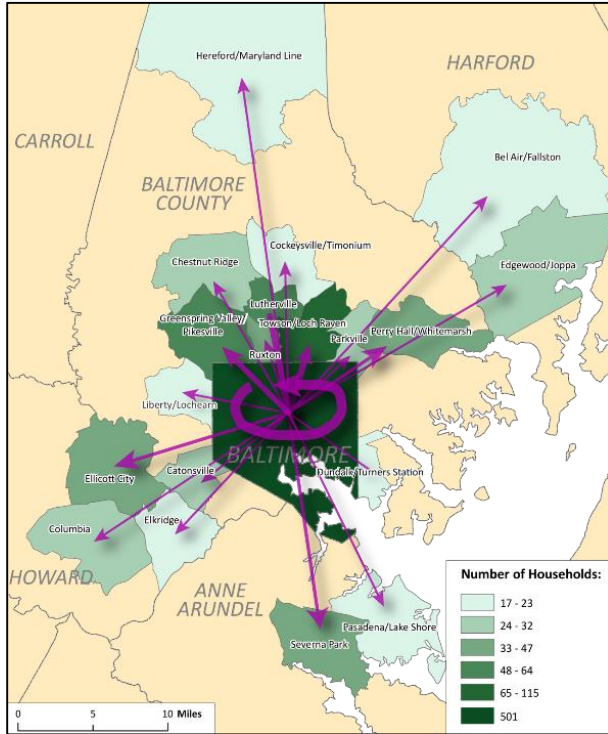 Hereford/Maryland Line
HARFORD
CARROLL
Bel Air/Fallston
BALTIMORE
COUNTY
Cockeysville/Timonium
Chestnut Ridge
Edgewood/Joppa
Lutherville
Greenspring Valley/
Pikesville
Towson/Loch Raven
Perry Hall/Whitemarsh
Parkville
Ruxton
Liberty/Lochearn
BALTIMORE
Catonsville
Dundalk/Turners Station
Ellicott City
Elkridge
Columbia
HOWARD
ANNE
ARUNDEL
Pasadena/Lake Shore
Severna Park
Number of Households:
17 - 23
24 - 32
33 - 47
48 - 64
65 - 115
501
0 5 10 Miles